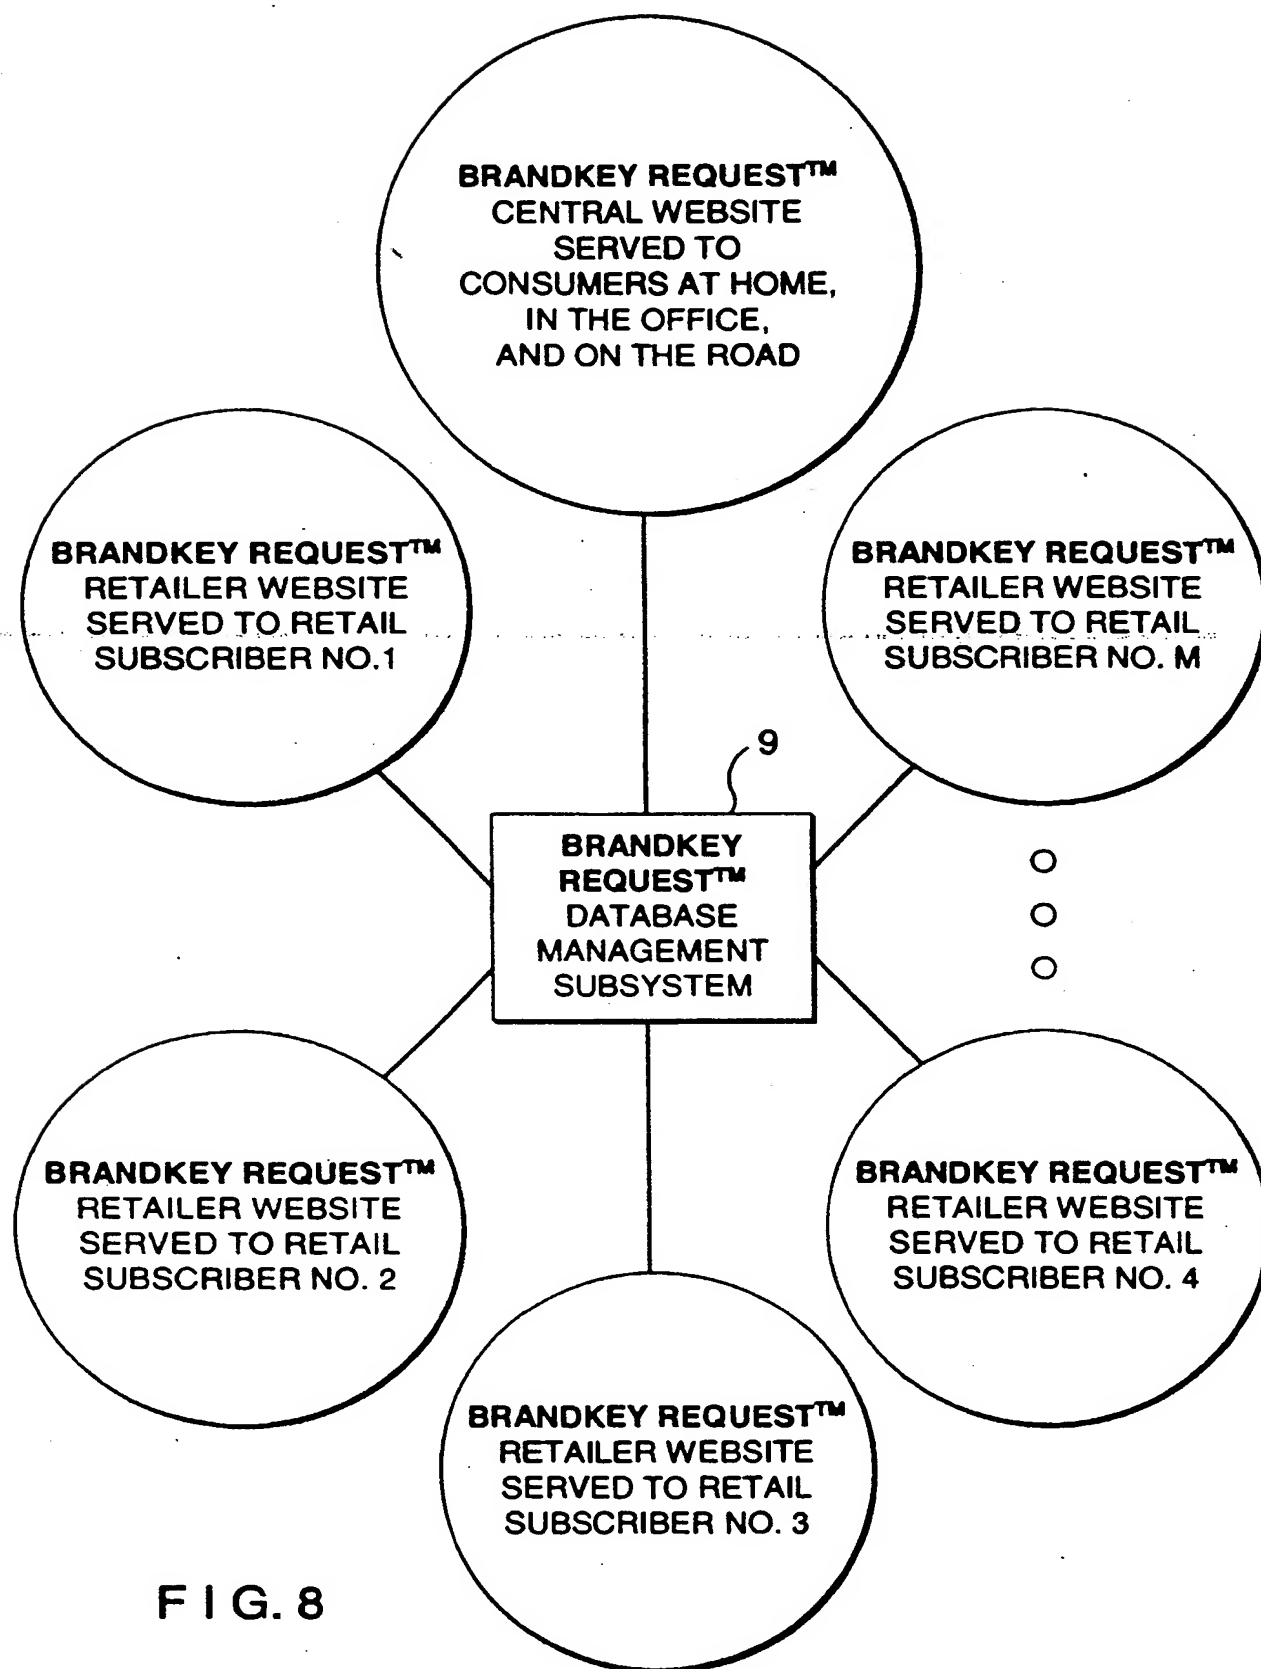 BRANDKEY REQUEST™
CENTRAL WEBSITE
SERVED TO
CONSUMERS AT HOME,
IN THE OFFICE,
AND ON THE ROAD
BRANDKEY REQUEST™
RETAILER WEBSITE
SERVED TO RETAIL
SUBSCRIBER NO.1
BRANDKEY REQUEST™
RETAILER WEBSITE
SERVED TO RETAIL
SUBSCRIBER NO. M
9
BRANDKEY
REQUEST™
DATABASE
MANAGEMENT
SUBSYSTEM
BRANDKEY REQUEST™
RETAILER WEBSITE
SERVED TO RETAIL
SUBSCRIBER NO. 2
BRANDKEY REQUEST™
RETAILER WEBSITE
SERVED TO RETAIL
SUBSCRIBER NO. 4
BRANDKEY REQUEST™
RETAILER WEBSITE
SERVED TO RETAIL
SUBSCRIBER NO. 3
FIG. 8